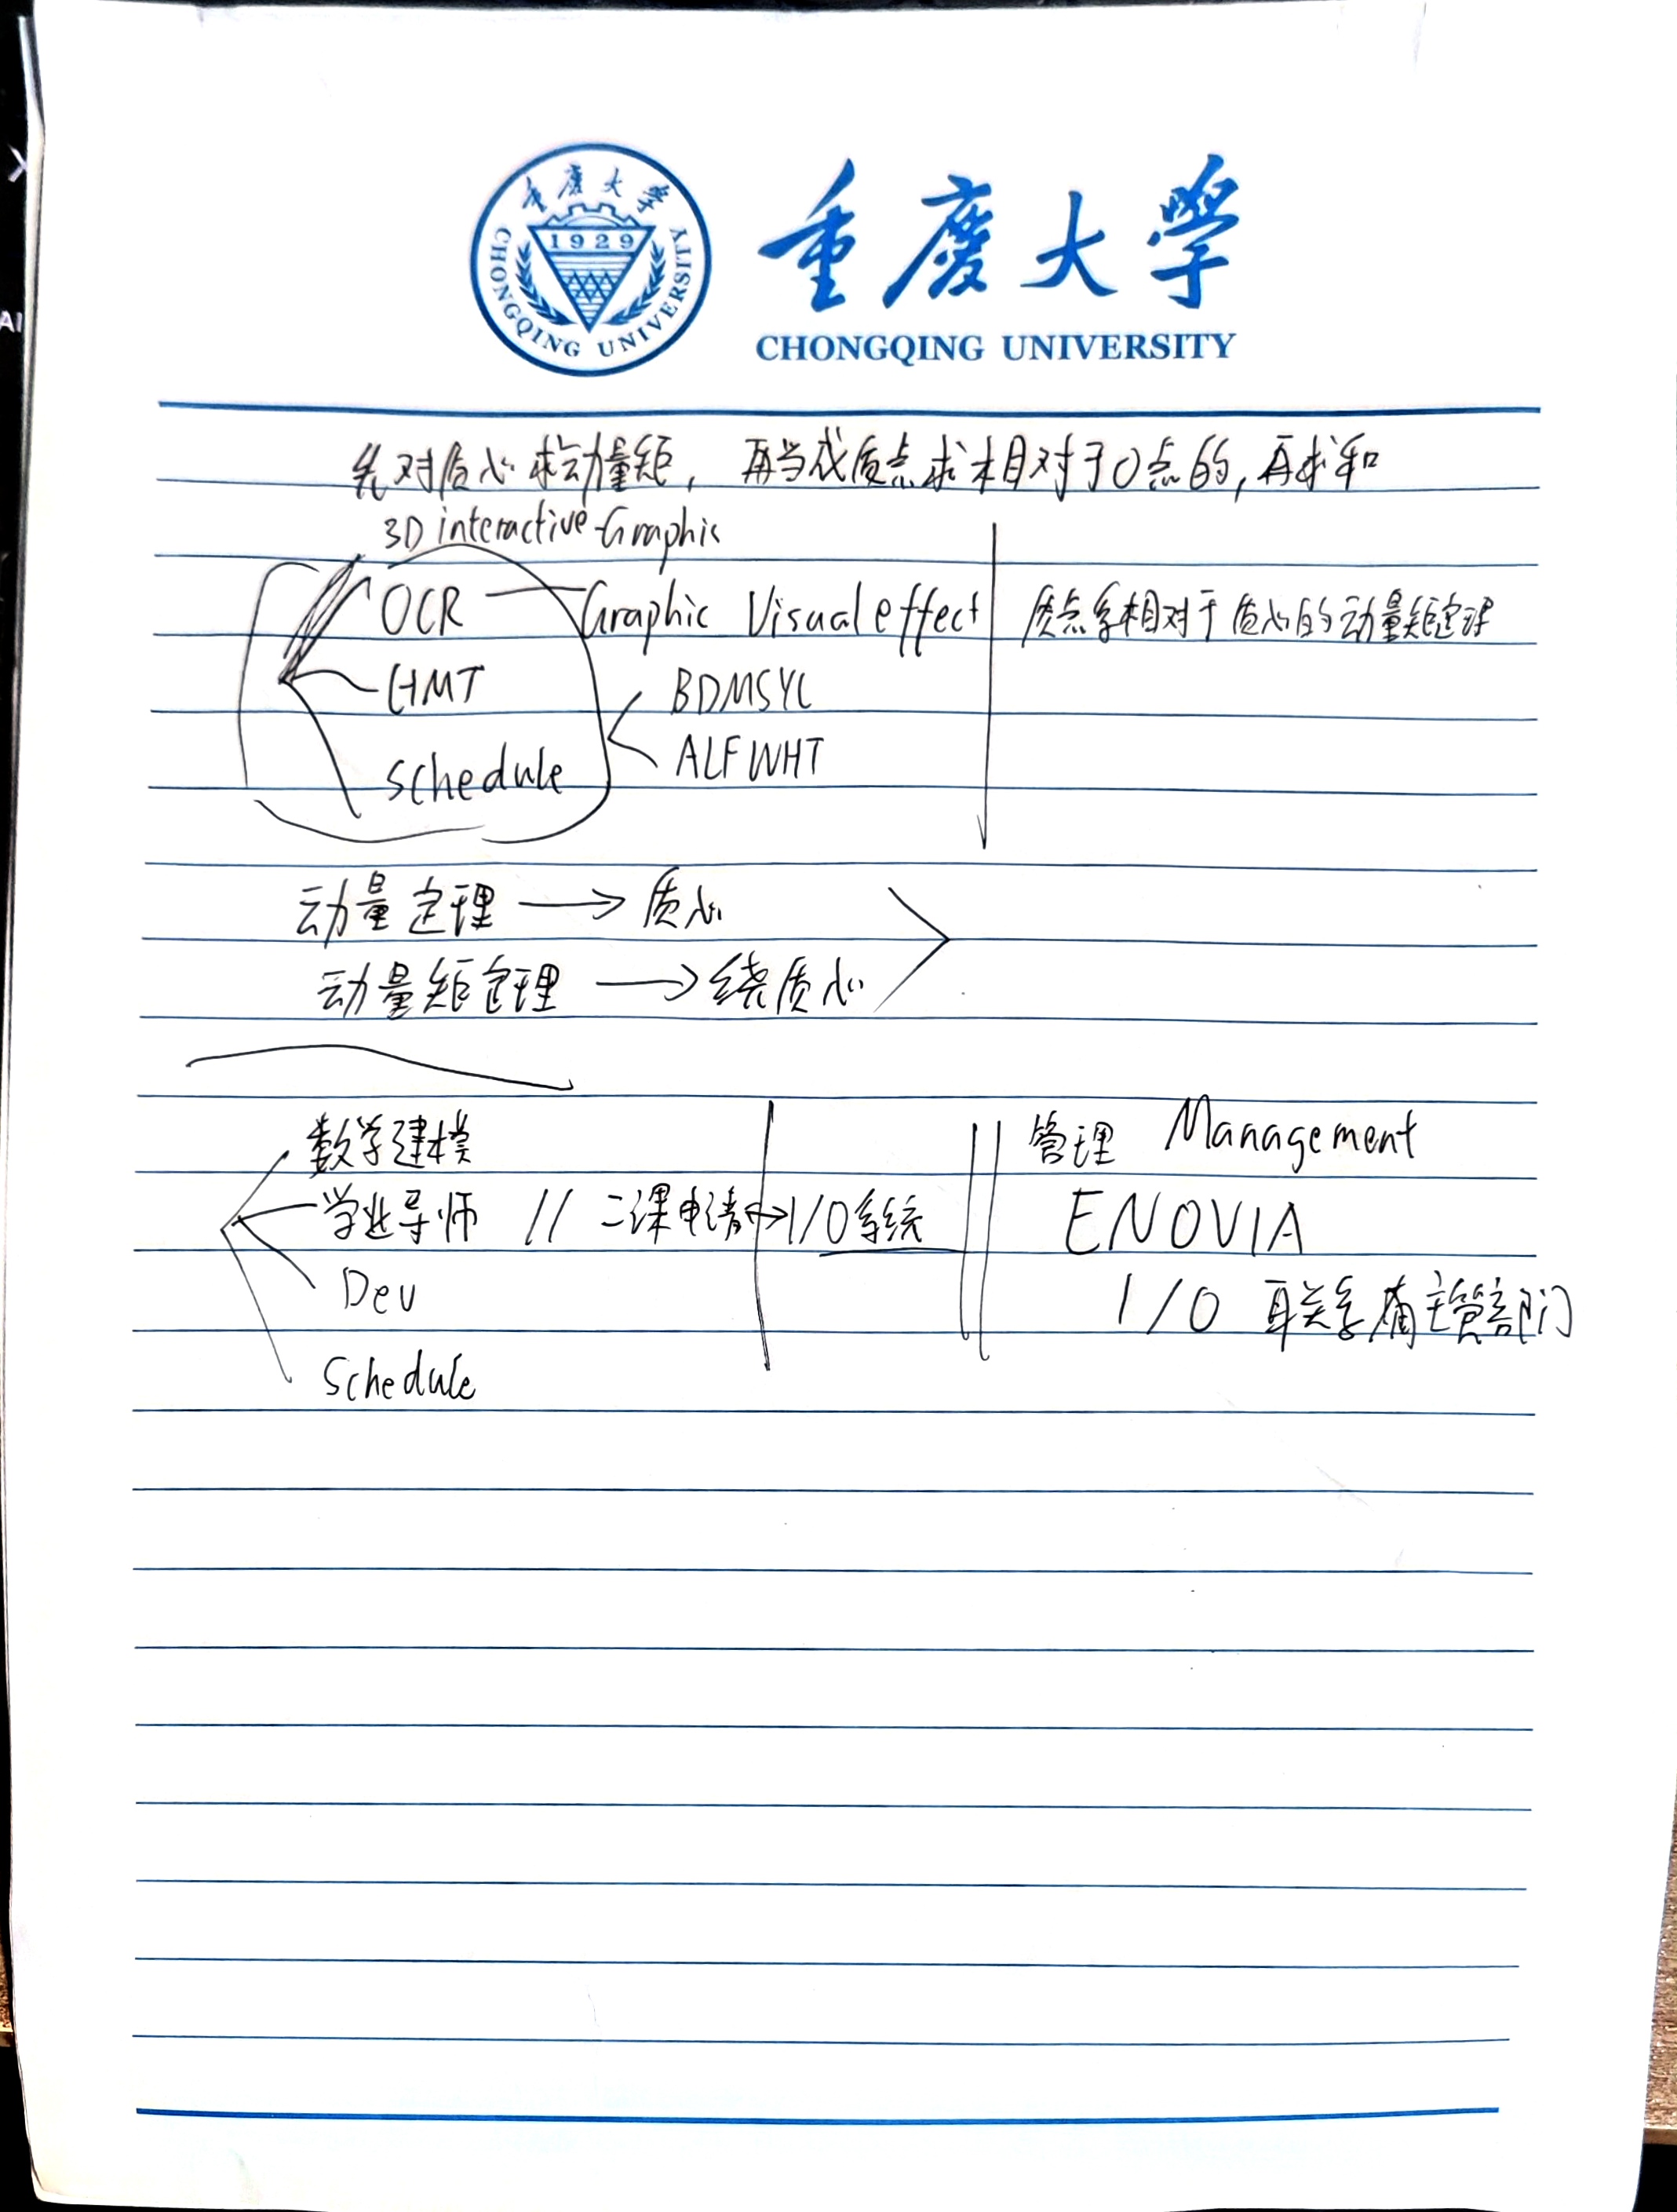 重庆大学
CHONGQING UNIVERSITY
1929
重慶大學
CHONGQING UNIVERSITY
先对质心求动量矩，再当成质点求相对于O点的，再求和
3D interactive Graphic
OCR — Graphic Visual effect
质点系相对于质心的动量矩定理
HMT
BDMSYC
ALFWHT
Schedule
动量定理 → 质心
动量矩定理 → 绕质心
数学建模
学业导师 // 二课申请 ↔ I/O系统
Dev
Schedule
管理 Management
ENOVIA
I/O 联系 主管部门
AI